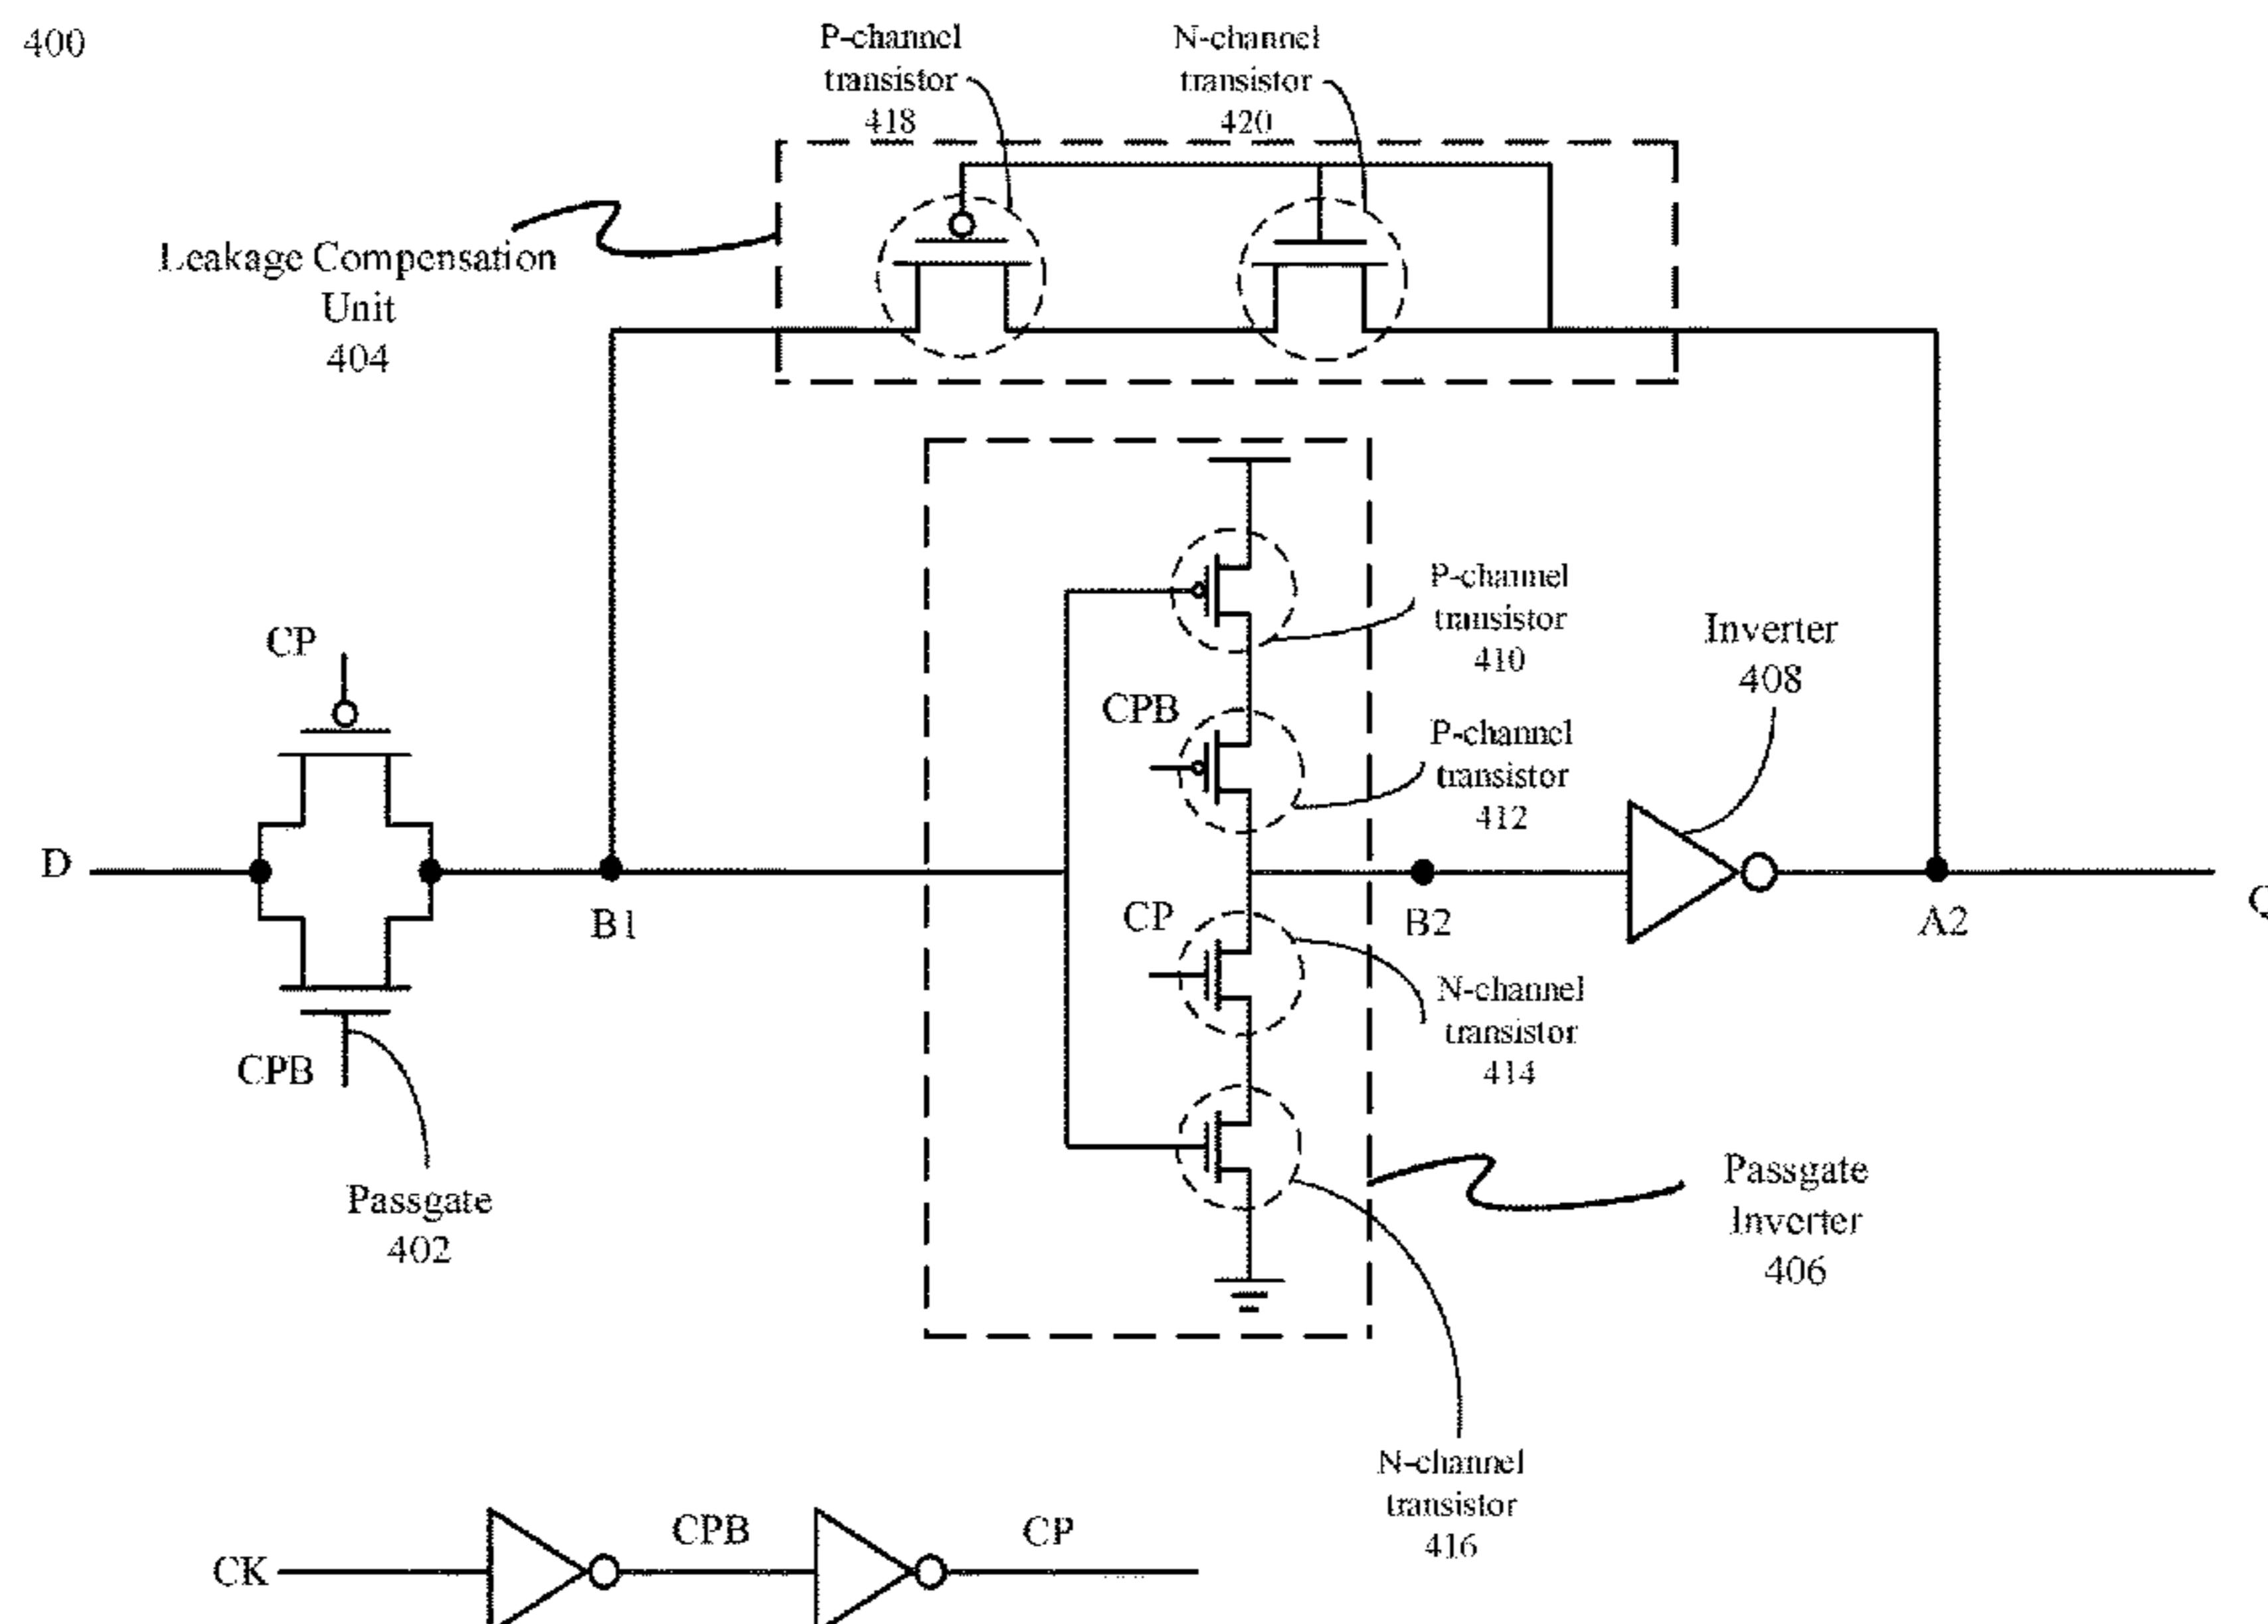 400
P-channel
transistor
418
N-channel
transistor
420
Leakage Compensation
Unit
404
P-channel
transistor
410
Inverter
408
CP
CPB
P-channel
transistor
412
D
B1
CP
B2
A2
Q
N-channel
transistor
414
CPB
Passgate
402
Passgate
Inverter
406
N-channel
transistor
416
CK
CPB
CP